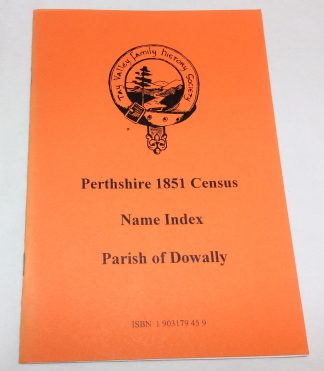 Tay Valley Family History Society
Perthshire 1851 Census
Name Index
Parish of Dowally
ISBN 1 903179 45 9